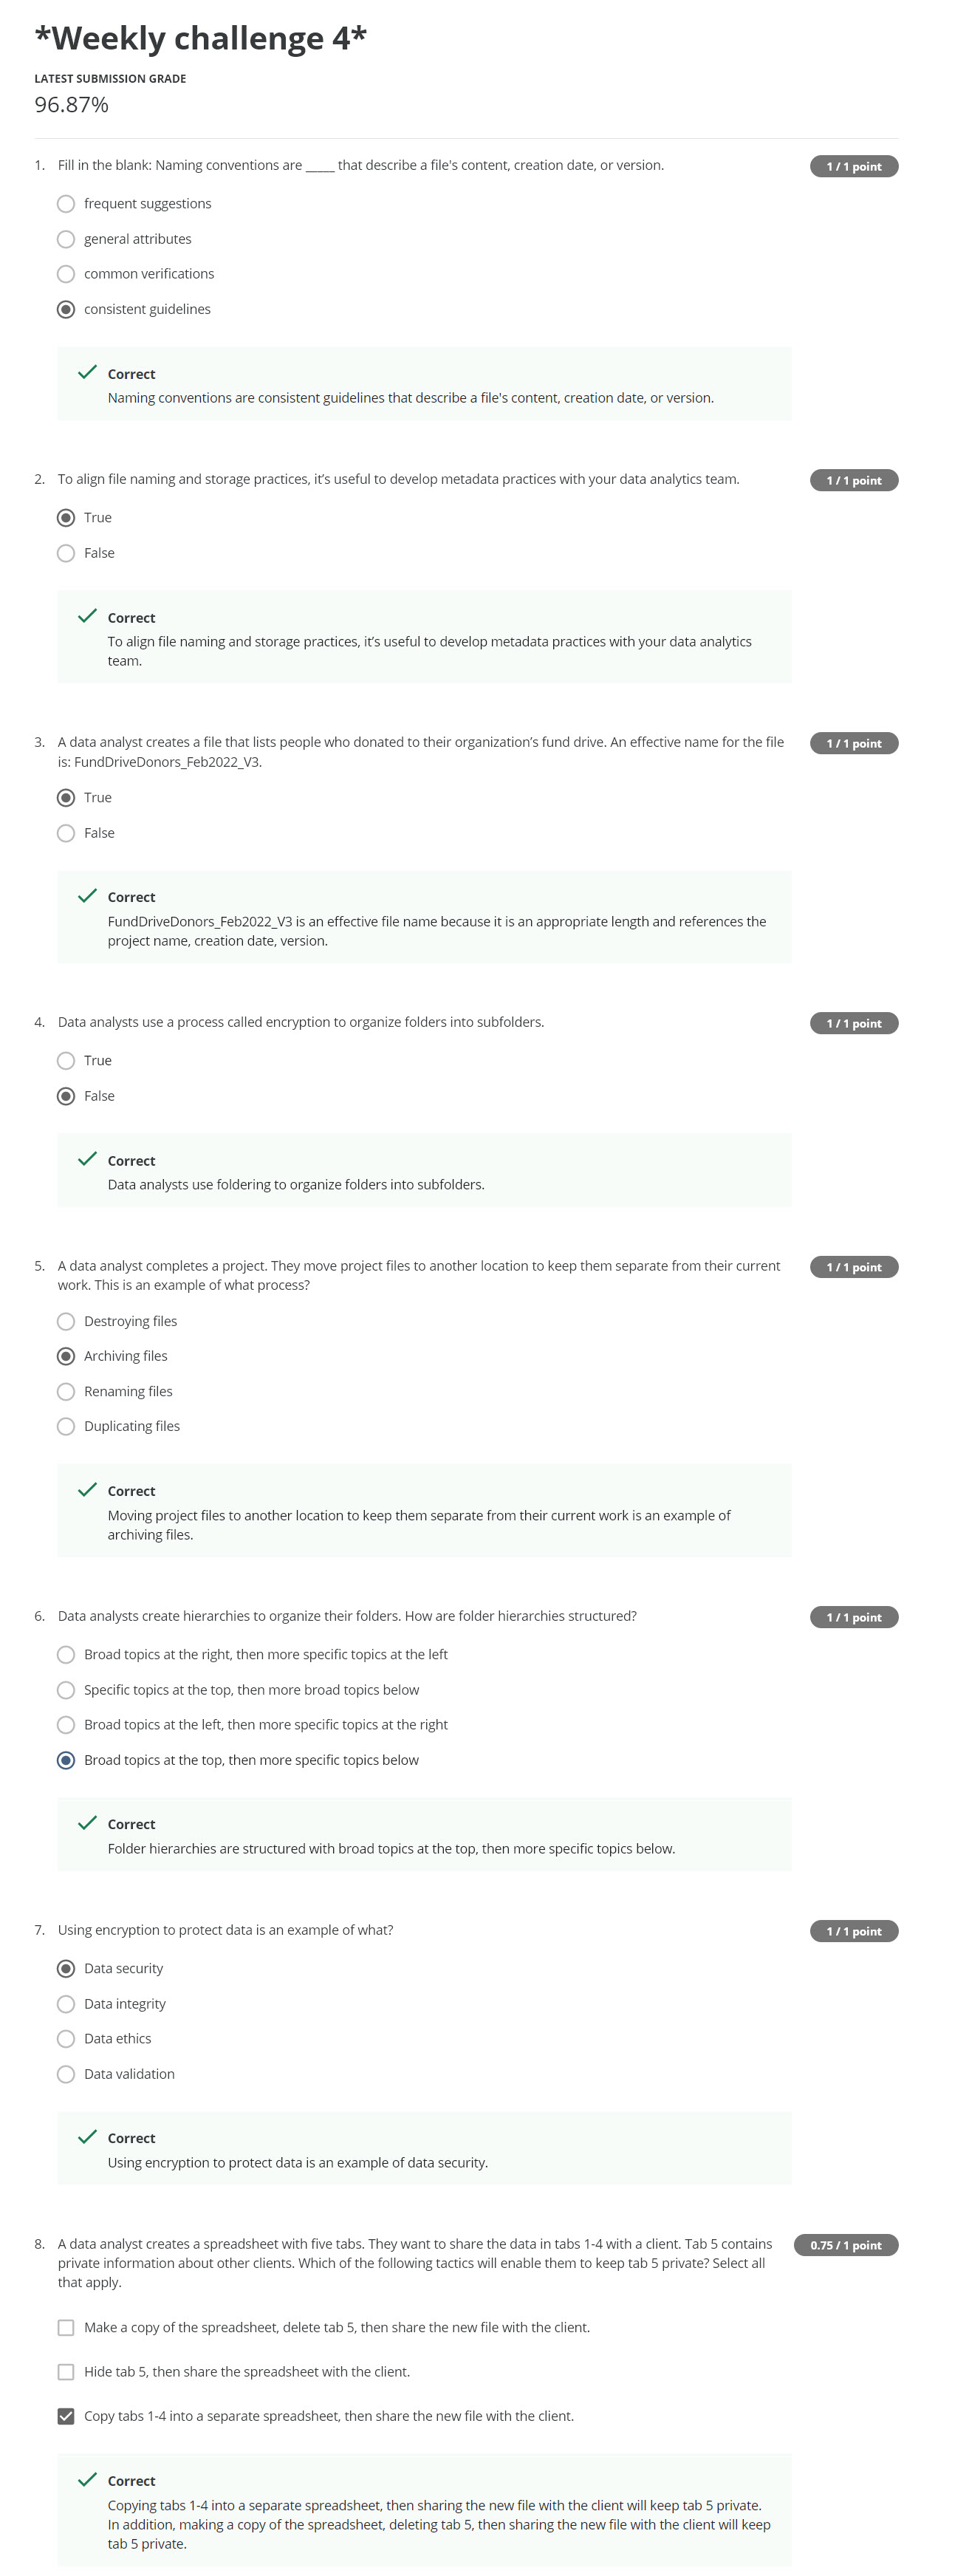 *Weekly challenge 4*
LATEST SUBMISSION GRADE
96.87%
1. Fill in the blank: Naming conventions are _____ that describe a file's content, creation date, or version.
1 / 1 point
frequent suggestions
general attributes
common verifications
consistent guidelines
Correct
Naming conventions are consistent guidelines that describe a file's content, creation date, or version.
2. To align file naming and storage practices, it’s useful to develop metadata practices with your data analytics team.
1 / 1 point
True
False
Correct
To align file naming and storage practices, it’s useful to develop metadata practices with your data analytics
team.
3. A data analyst creates a file that lists people who donated to their organization’s fund drive. An effective name for the file
is: FundDriveDonors_Feb2022_V3.
1 / 1 point
True
False
Correct
FundDriveDonors_Feb2022_V3 is an effective file name because it is an appropriate length and references the
project name, creation date, version.
4. Data analysts use a process called encryption to organize folders into subfolders.
1 / 1 point
True
False
Correct
Data analysts use foldering to organize folders into subfolders.
5. A data analyst completes a project. They move project files to another location to keep them separate from their current
work. This is an example of what process?
1 / 1 point
Destroying files
Archiving files
Renaming files
Duplicating files
Correct
Moving project files to another location to keep them separate from their current work is an example of
archiving files.
6. Data analysts create hierarchies to organize their folders. How are folder hierarchies structured?
1 / 1 point
Broad topics at the right, then more specific topics at the left
Specific topics at the top, then more broad topics below
Broad topics at the left, then more specific topics at the right
Broad topics at the top, then more specific topics below
Correct
Folder hierarchies are structured with broad topics at the top, then more specific topics below.
7. Using encryption to protect data is an example of what?
1 / 1 point
Data security
Data integrity
Data ethics
Data validation
Correct
Using encryption to protect data is an example of data security.
8. A data analyst creates a spreadsheet with five tabs. They want to share the data in tabs 1-4 with a client. Tab 5 contains
private information about other clients. Which of the following tactics will enable them to keep tab 5 private? Select all
that apply.
0.75 / 1 point
Make a copy of the spreadsheet, delete tab 5, then share the new file with the client.
Hide tab 5, then share the spreadsheet with the client.
Copy tabs 1-4 into a separate spreadsheet, then share the new file with the client.
Correct
Copying tabs 1-4 into a separate spreadsheet, then sharing the new file with the client will keep tab 5 private.
In addition, making a copy of the spreadsheet, deleting tab 5, then sharing the new file with the client will keep
tab 5 private.